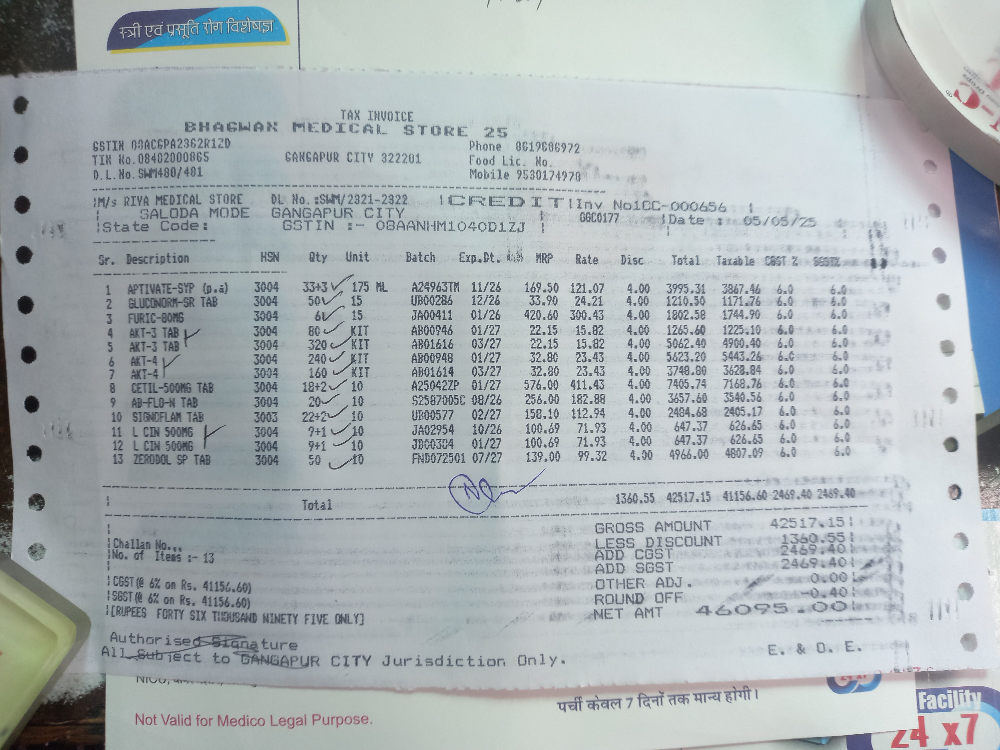 स्त्री एवं प्रसूति रोग विशेषज्ञ
TAX INVOICE
BHAGWAN MEDICAL STORE 25
GSTIN 08ACGPA2362R12D Phone 8619686972
TIN No.08402000865 GANGAPUR CITY 322201 Food Lic. No.
D.L.No.SWM480/481 Mobile 9530174978
M/s RIYA MEDICAL STORE DL No.:SWM/2321-2322 CREDIT Inv No1CC-000656
SALODA MODE GANGAPUR CITY GGC0177 Date : 05/05/25
State Code: GSTIN :- 08AANHM1040D1ZJ
Sr. Description HSN Qty Unit Batch Exp.Dt. MRP Rate Disc Total Taxable CGST % SGST%
1 APTIVATE-SYP (p.a) 3004 33+3 175 ML A24963TM 11/26 169.50 121.07 4.00 3995.31 3867.46 6.0 6.0
2 GLUCONORM-SR TAB 3004 50 15 UB00286 12/26 33.90 24.21 4.00 1210.50 1171.76 6.0 6.0
3 FURIC-80MG 3004 6 15 JA00411 01/26 420.60 300.43 4.00 1802.58 1744.90 6.0 6.0
4 AKT-3 TAB 3004 80 KIT AB00946 01/27 22.15 15.82 4.00 1265.60 1225.10 6.0 6.0
5 AKT-3 TAB 3004 320 KIT AB01616 03/27 22.15 15.82 4.00 5062.40 4900.40 6.0 6.0
6 AKT-4 3004 240 KIT AB00948 01/27 32.80 23.43 4.00 5623.20 5443.26 6.0 6.0
7 AKT-4 3004 160 KIT AB01614 03/27 32.80 23.43 4.00 3748.80 3628.84 6.0 6.0
8 CETIL-500MG TAB 3004 18+2 10 A25042ZP 01/27 576.00 411.43 4.00 7405.74 7168.76 6.0 6.0
9 AB-FLO-N TAB 3004 20 10 S2587005C 08/26 256.00 182.88 4.00 3657.60 3540.56 6.0 6.0
10 SIGNOFLAM TAB 3003 22+2 10 UB00577 02/27 158.10 112.94 4.00 2484.68 2405.17 6.0 6.0
11 L CIN 500MG 3004 9+1 10 JA02954 10/26 100.69 71.93 4.00 647.37 626.65 6.0 6.0
12 L CIN 500MG 3004 9+1 10 JB00304 01/27 100.69 71.93 4.00 647.37 626.65 6.0 6.0
13 ZERODOL SP TAB 3004 50 10 FND072501 07/27 139.00 99.32 4.00 4966.00 4807.09 6.0 6.0
Total 1360.55 42517.15 41156.60 2469.40 2469.40
GROSS AMOUNT 42517.15
Challan No... LESS DISCOUNT 1360.55
No. of Items :- 13 ADD CGST 2469.40
ADD SGST 2469.40
CGST(@ 6% on Rs. 41156.60) OTHER ADJ. 0.00
SGST(@ 6% on Rs. 41156.60) ROUND OFF -0.40
[RUPEES FORTY SIX THOUSAND NINETY FIVE ONLY] NET AMT 46095.00
Authorised Signature E. & O. E.
All Subject to GANGAPUR CITY Jurisdiction Only.
पर्ची केवल 7 दिनों तक मान्य होगी।
Not Valid for Medico Legal Purpose.
Facility
24 x7